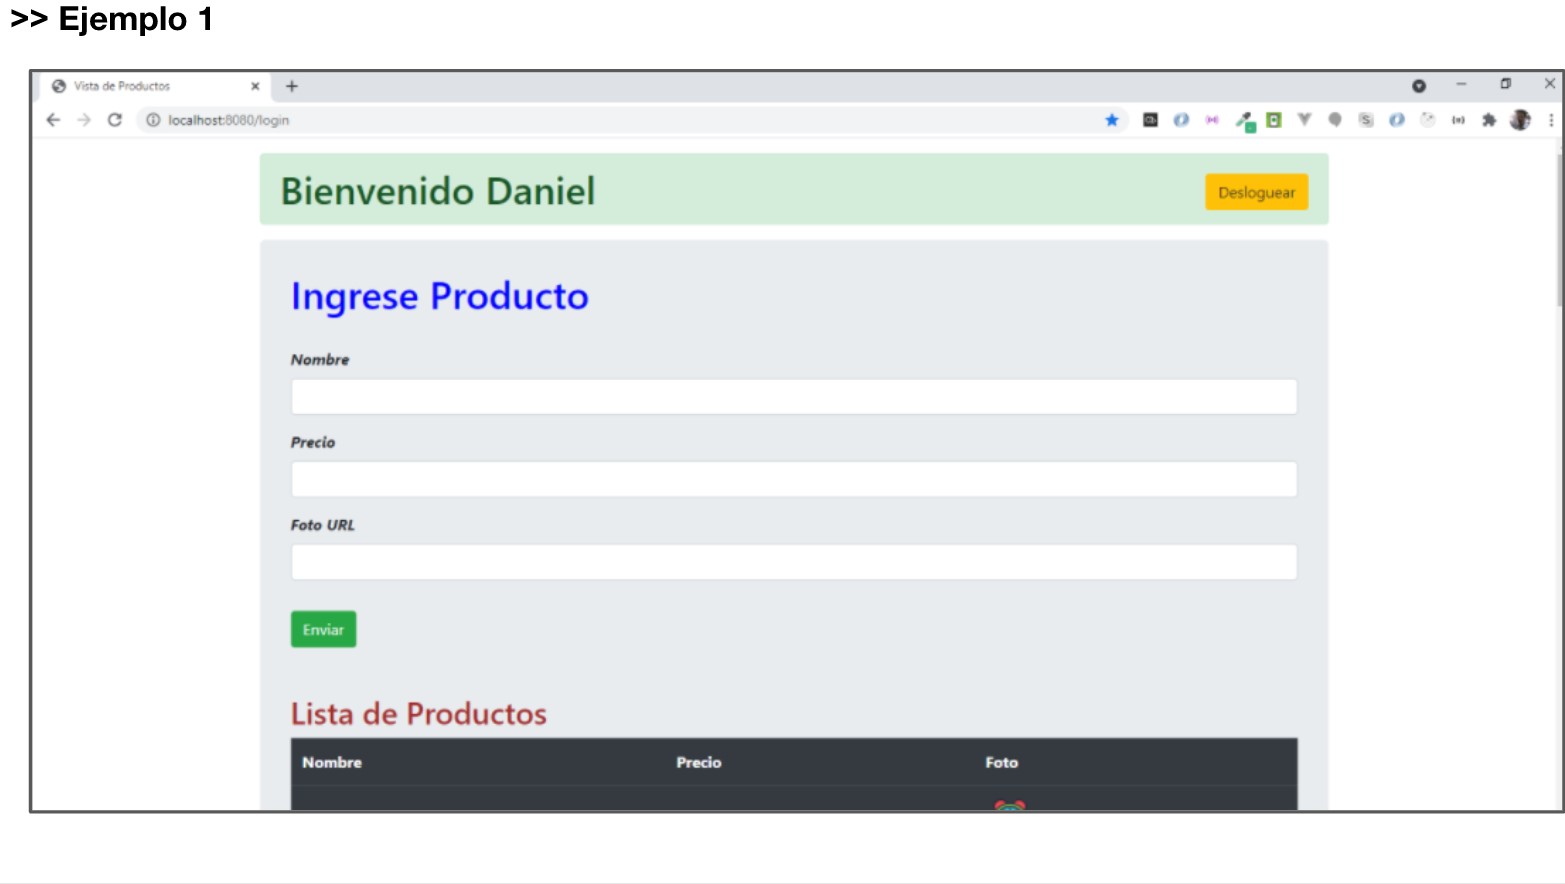 >> Ejemplo 1
Vista de Productos
localhost:8080/login
Bienvenido Daniel
Desloguear
Ingrese Producto
Nombre
Precio
Foto URL
Enviar
Lista de Productos
Nombre Precio Foto